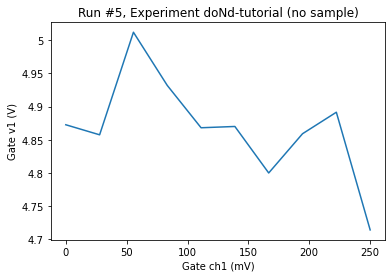 Run #5, Experiment doNd-tutorial (no sample)
5
4.95
4.9
4.85
4.8
4.75
4.7
Gate v1 (V)
0 50 100 150 200 250
Gate ch1 (mV)